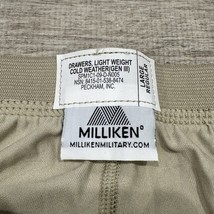 DRAWERS, LIGHT WEIGHT
COLD WEATHER(GEN III)
SPM1C1-09-D-N005
NSN: 8415-01-538-8474
PECKHAM, INC.
LARGE
REGULAR
MILLIKEN
MILLIKENMILITARY.COM